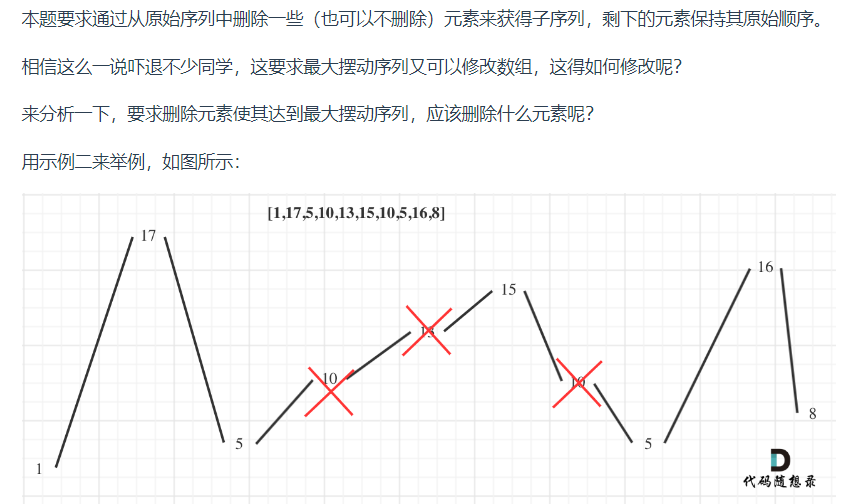 本题要求通过从原始序列中删除一些（也可以不删除）元素来获得子序列，剩下的元素保持其原始顺序。
相信这么一说吓退不少同学，这要求最大摆动序列又可以修改数组，这得如何修改呢？
来分析一下，要求删除元素使其达到最大摆动序列，应该删除什么元素呢？
用示例二来举例，如图所示：
[1,17,5,10,13,15,10,5,16,8]
17
16
15
13
10
10
8
5
5
1
代码随想录